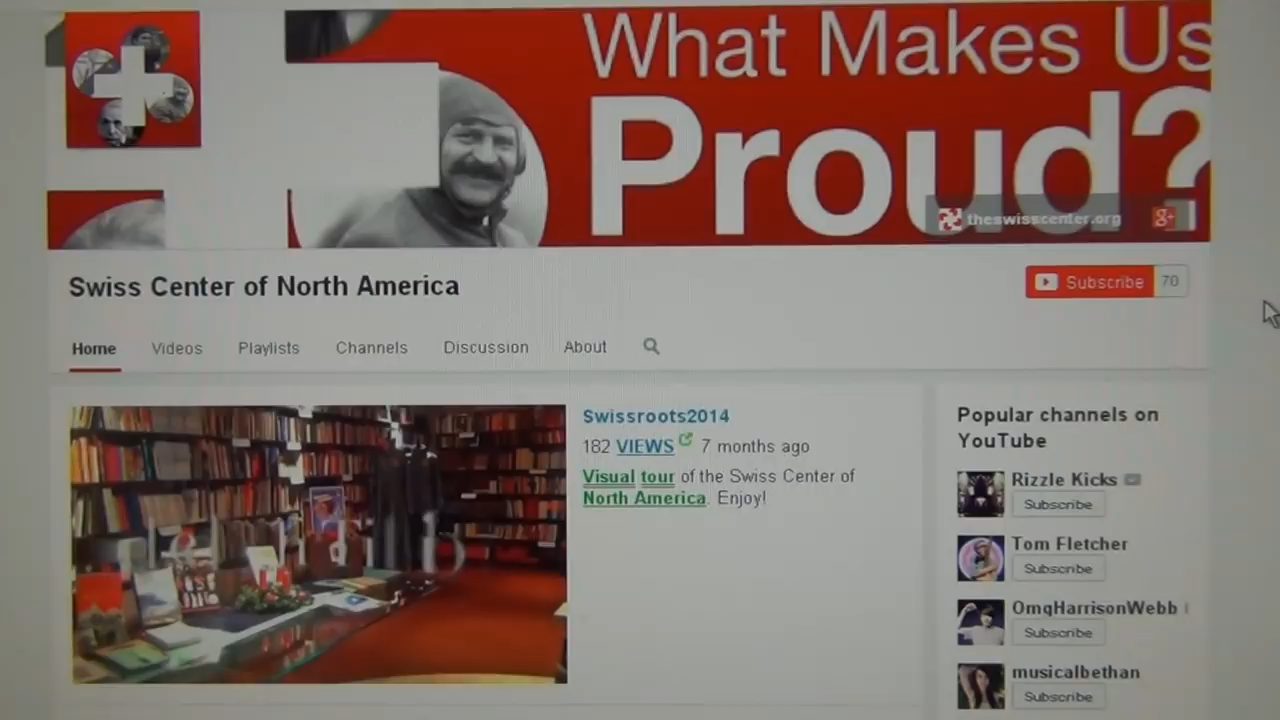 What Makes Us
Proud?
theswisscenter.org
g+
Swiss Center of North America
Subscribe 70
Home Videos Playlists Channels Discussion About
Swissroots2014
182 VIEWS 7 months ago
Visual tour of the Swiss Center of
North America. Enjoy!
Popular channels on
YouTube
Rizzle Kicks
Subscribe
Tom Fletcher
Subscribe
OmgHarrisonWebb
Subscribe
musicalbethan
Subscribe